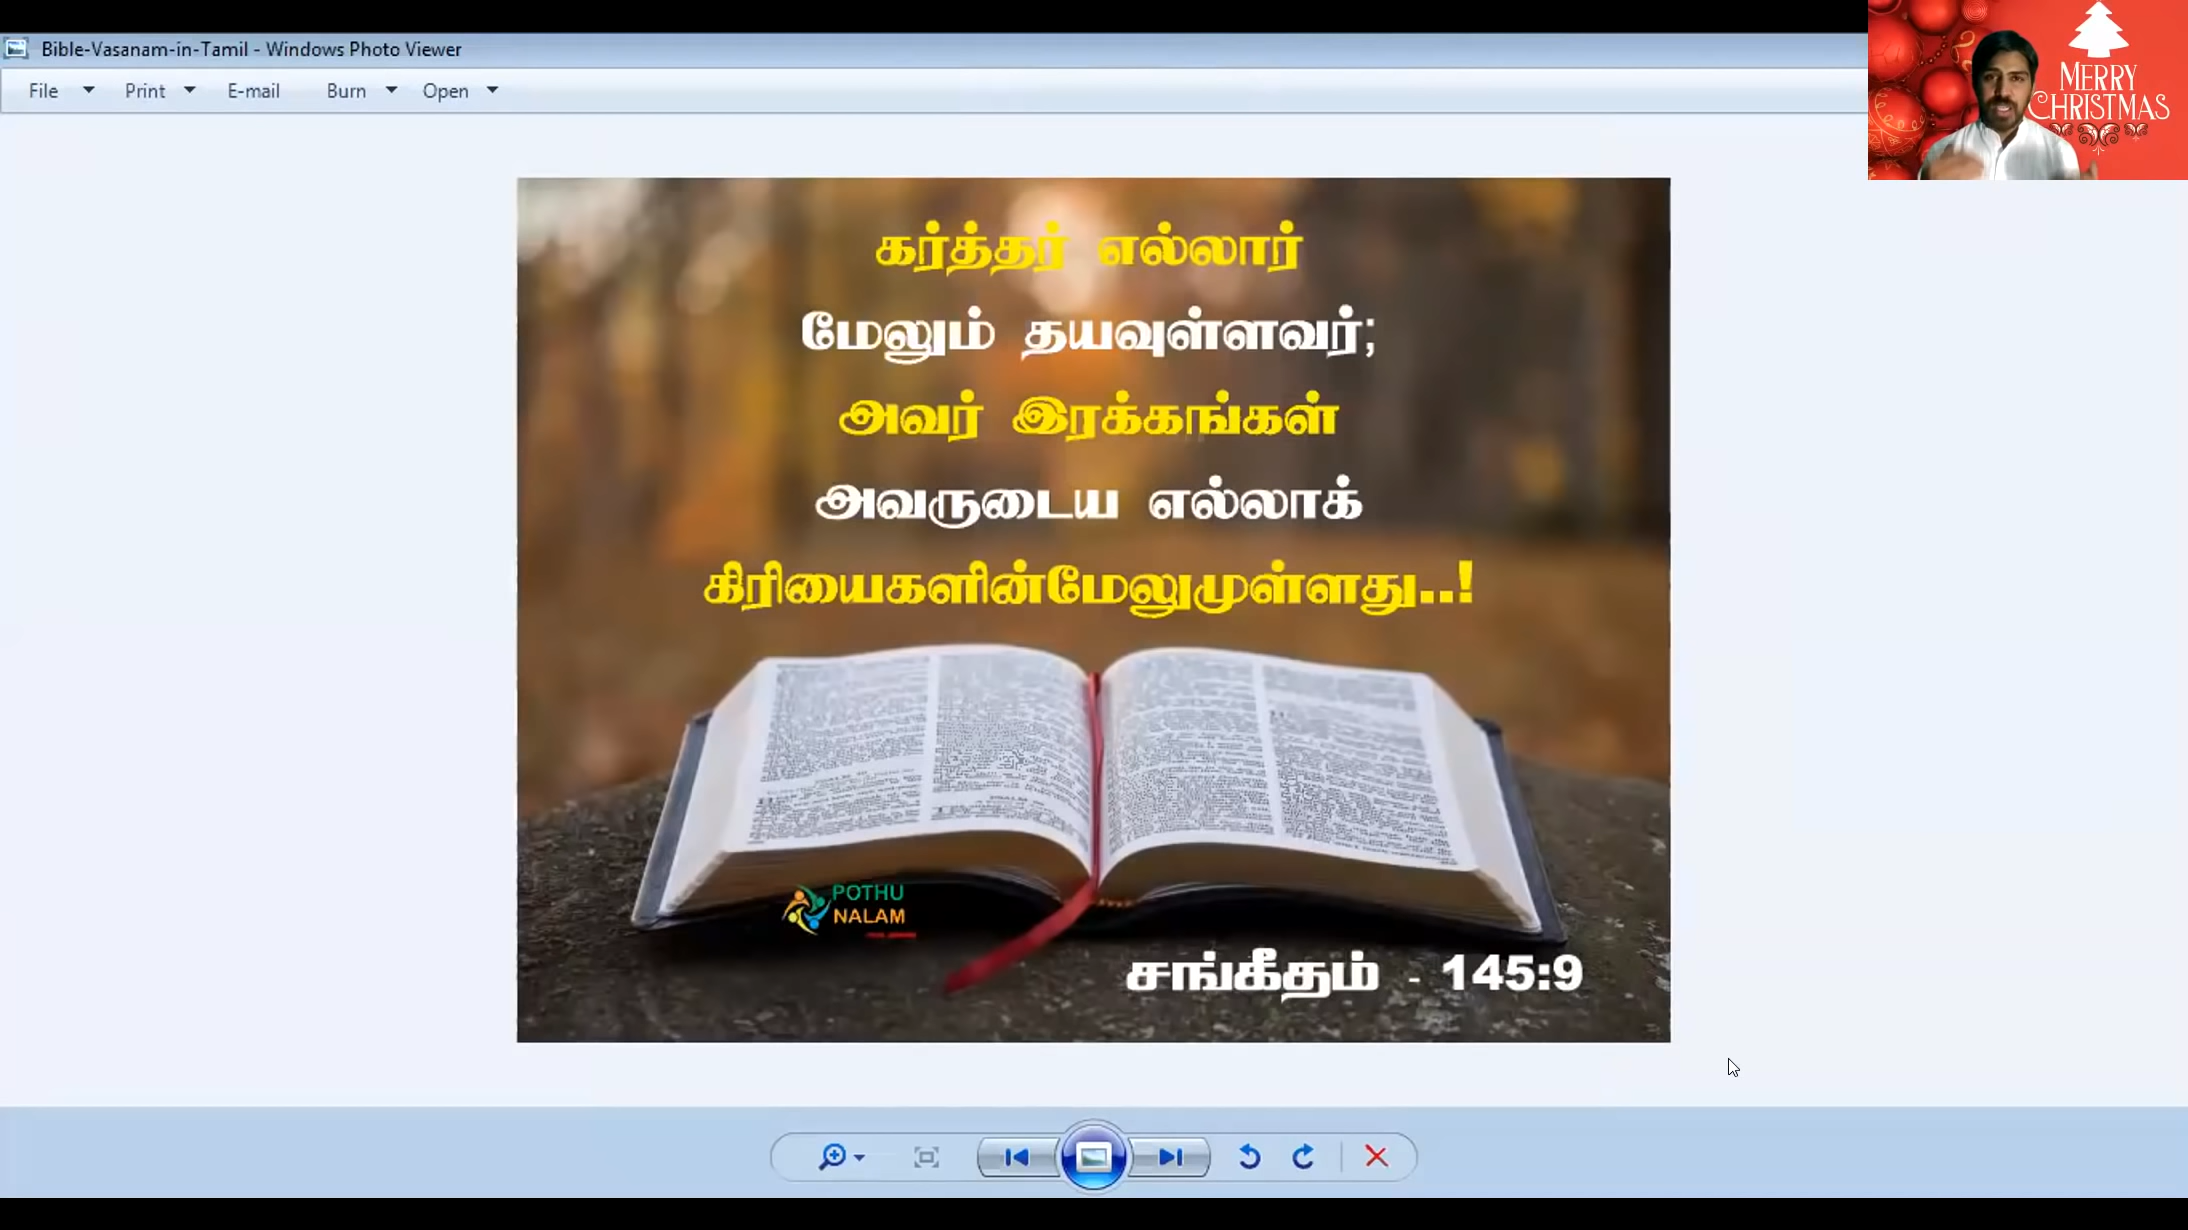 Bible-Vasanam-in-Tamil - Windows Photo Viewer
File Print E-mail Burn Open
MERRY
CHRISTMAS
கர்த்தர் எல்லார்
மேலும் தயவுள்ளவர்;
அவர் இரக்கங்கள்
அவருடைய எல்லாக்
கிரியைகளின்மேலுமுள்ளது..!
POTHU
NALAM
சங்கீதம் - 145:9